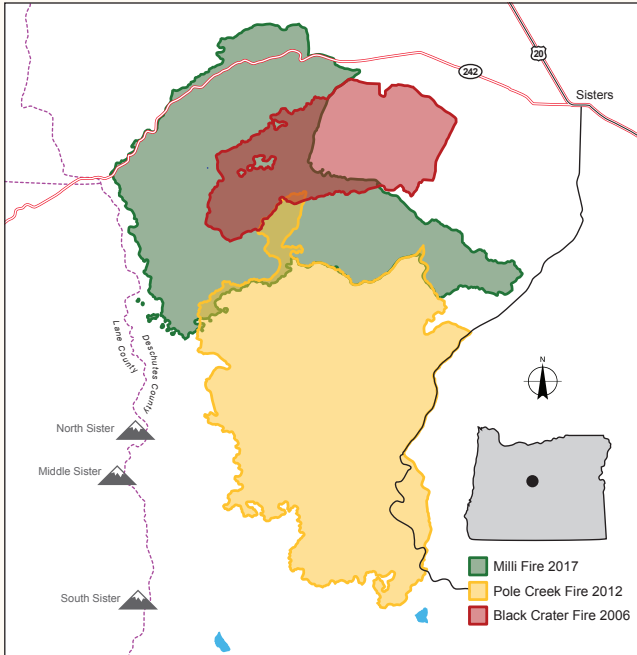 20
242
Sisters
Lane County
Deschutes County
N
North Sister
Middle Sister
South Sister
Milli Fire 2017
Pole Creek Fire 2012
Black Crater Fire 2006